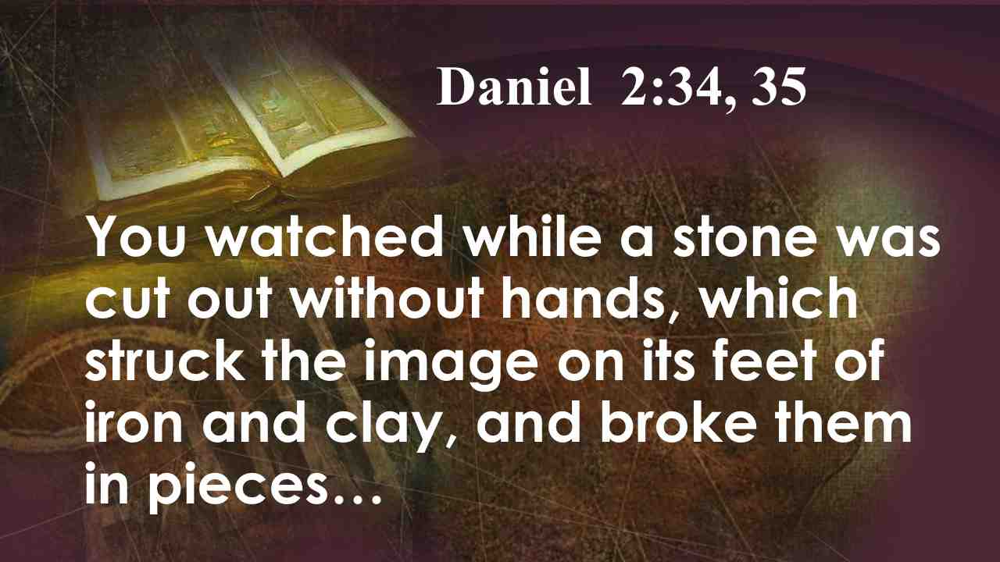 Daniel  2:34, 35
You watched while a stone was
cut out without hands, which
struck the image on its feet of
iron and clay, and broke them
in pieces…